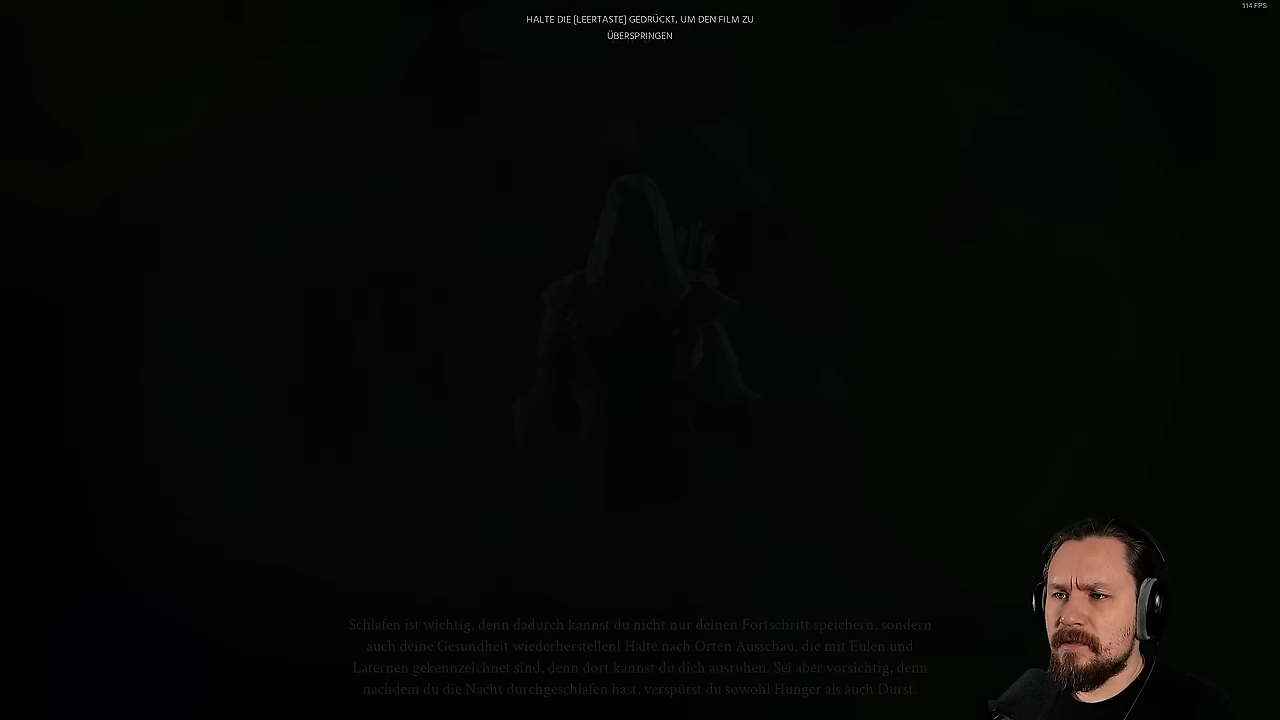 HALTE DIE [LEERTASTE] GEDRÜCKT, UM DEN FILM ZU
ÜBERSPRINGEN
114 FPS
Schlafen ist wichtig, denn dadurch kannst du nicht nur deinen Fortschritt speichern, sondern
auch deine Gesundheit wiederherstellen! Halte nach Orten Ausschau, die mit Eulen und
Laternen gekennzeichnet sind, denn dort kannst du dich ausruhen. Sei aber vorsichtig, denn
nachdem du die Nacht durchgeschlafen hast, verspürst du sowohl Hunger als auch Durst.